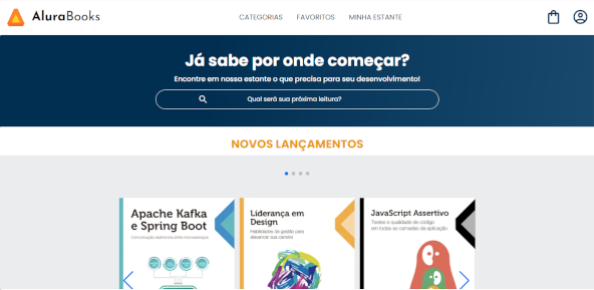 AluraBooks
CATEGORIAS
FAVORITOS
MINHA ESTANTE
Já sabe por onde começar?
Encontre em nossa estante o que precisa para seu desenvolvimento!
Qual será sua próxima leitura?
NOVOS LANÇAMENTOS
Apache Kafka
e Spring Boot
Liderança em
Design
Habilidades de gestão para
alavancar sua carreira
JavaScript Assertivo
Testes e qualidade de código
em todas as camadas da aplicação